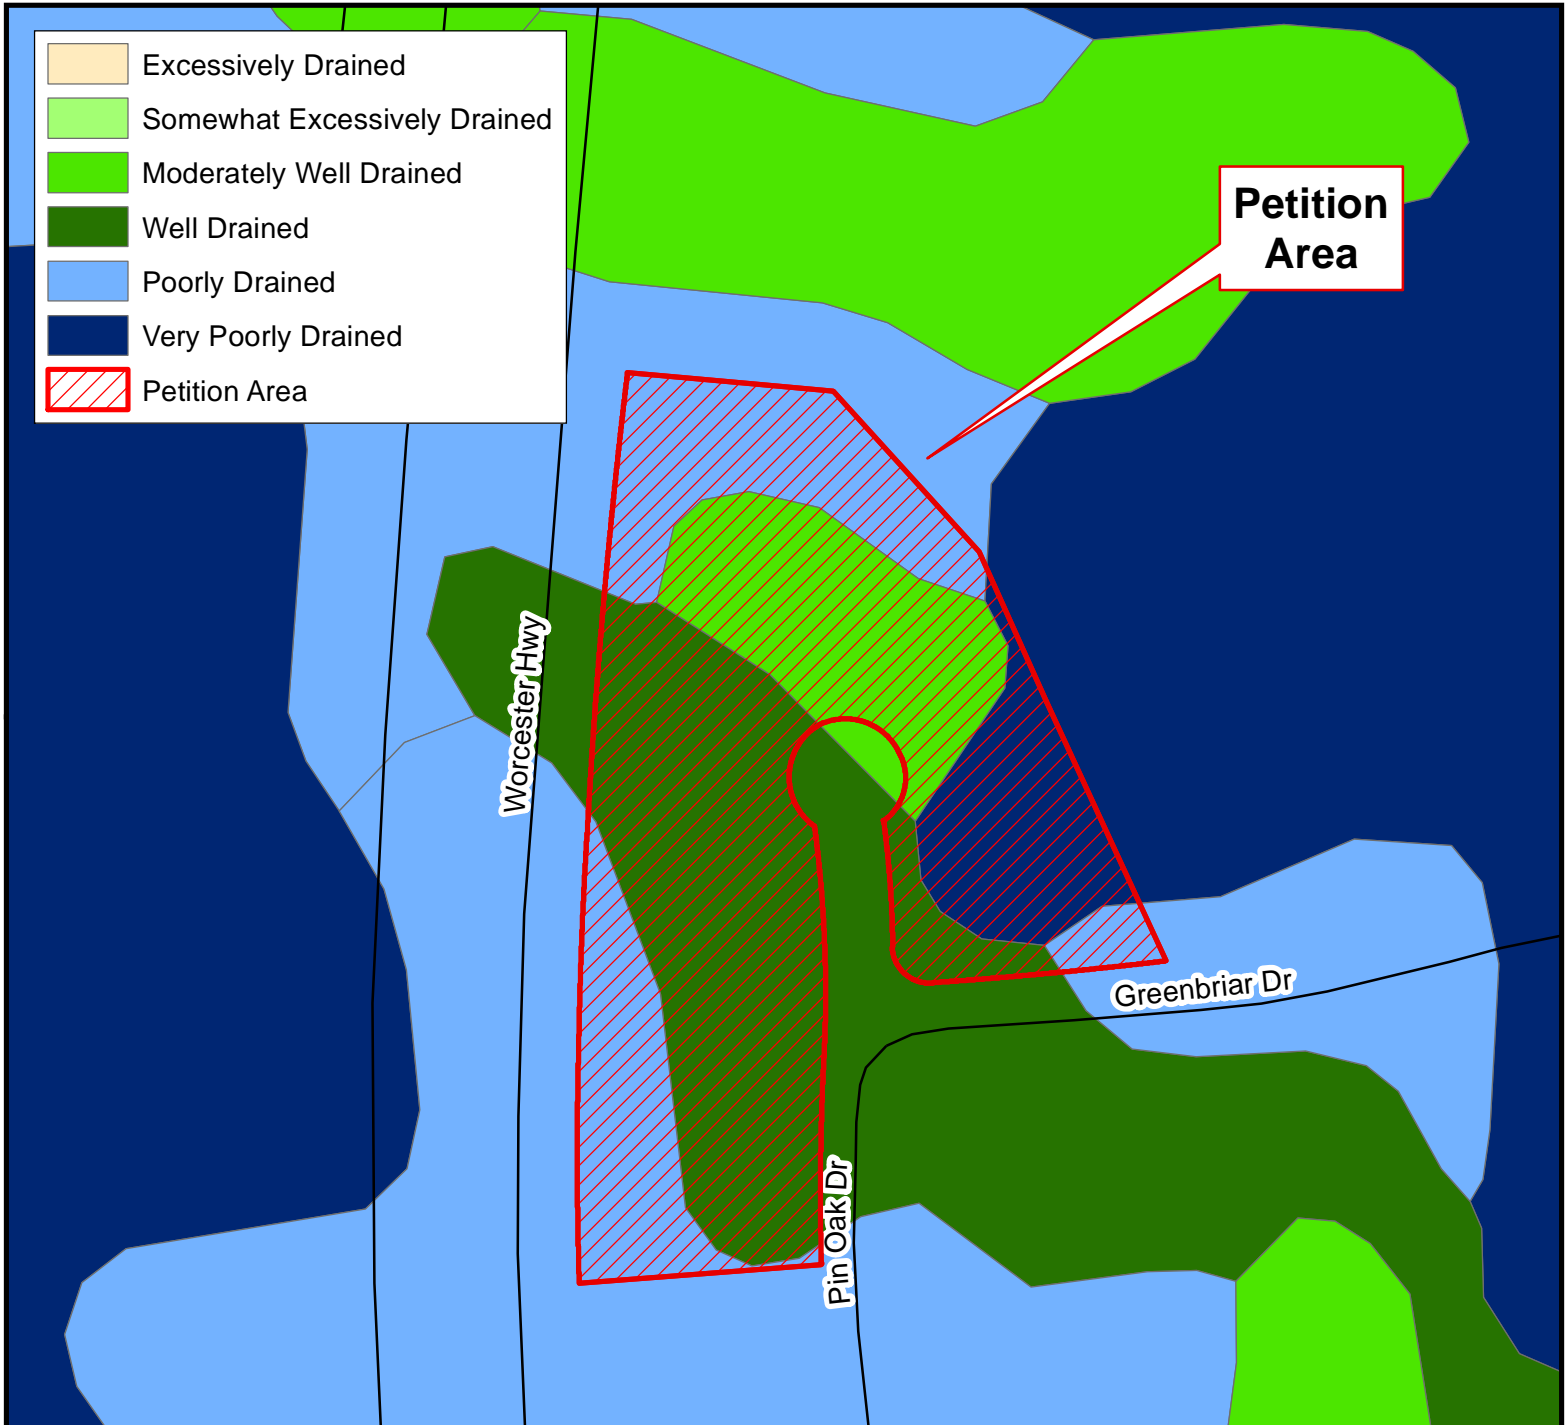 Excessively Drained
Somewhat Excessively Drained
Moderately Well Drained
Well Drained
Poorly Drained
Very Poorly Drained
Petition Area
Petition
Area
Worcester Hwy
Greenbriar Dr
Pin Oak Dr